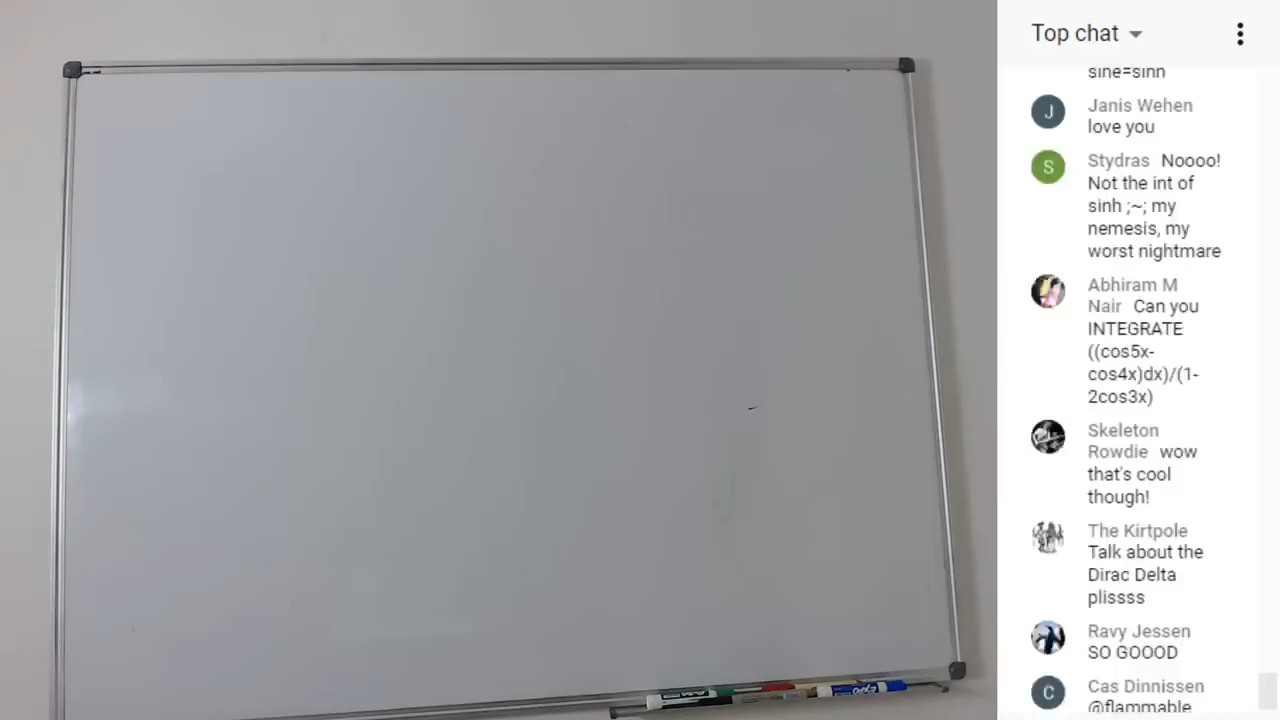 Top chat
sine=sinh
Janis Wehen
love you
Stydras Noooo!
Not the int of
sinh ;~; my
nemesis, my
worst nightmare
Abhiram M
Nair Can you
INTEGRATE
((cos5x-
cos4x)dx)/(1-
2cos3x)
Skeleton
Rowdie wow
that's cool
though!
The Kirtpole
Talk about the
Dirac Delta
plissss
Ravy Jessen
SO GOOOD
Cas Dinnissen
@flammable
J
S
C
EXPO